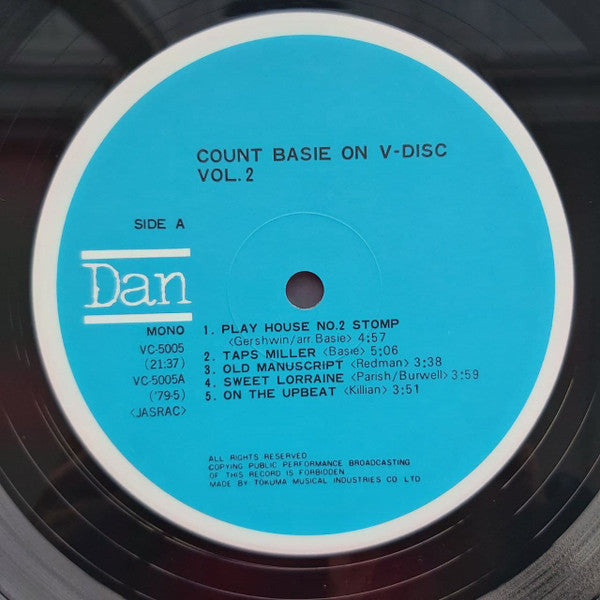 COUNT BASIE ON V-DISC
VOL.2
SIDE A
Dan
MONO
VC-5005
(21:37)
VC-5005A
('79·5)
<JASRAC>
1. PLAY HOUSE NO.2 STOMP
<Gershwin/arr. Basie> 4:57
2. TAPS MILLER <Basie> 5:06
3. OLD MANUSCRIPT <Redman> 3:38
4. SWEET LORRAINE <Parish/Burwell> 3:59
5. ON THE UPBEAT <Killian> 3:51
ALL RIGHTS RESERVED
COPYING PUBLIC PERFORMANCE BROADCASTING
OF THIS RECORD IS FORBIDDEN
MADE BY TOKUMA MUSICAL INDUSTRIES CO LTD